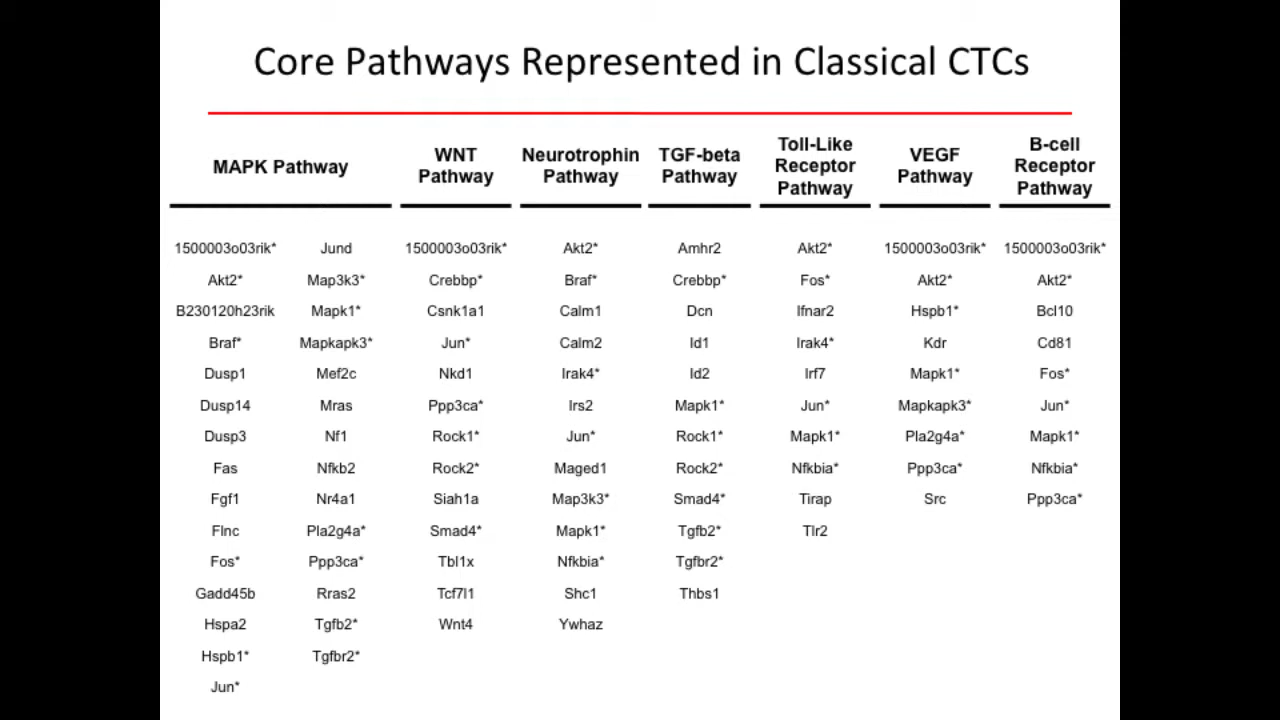 Core Pathways Represented in Classical CTCs
MAPK Pathway
WNT
Pathway
Neurotrophin
Pathway
TGF-beta
Pathway
Toll-Like
Receptor
Pathway
VEGF
Pathway
B-cell
Receptor
Pathway
1500003o03rik* Jund 1500003o03rik* Akt2* Amhr2 Akt2* 1500003o03rik* 1500003o03rik*
Akt2* Map3k3* Crebbp* Braf* Crebbp* Fos* Akt2* Akt2*
B230120h23rik Mapk1* Csnk1a1 Calm1 Dcn Ifnar2 Hspb1* Bcl10
Braf* Mapkapk3* Jun* Calm2 Id1 Irak4* Kdr Cd81
Dusp1 Mef2c Nkd1 Irak4* Id2 Irf7 Mapk1* Fos*
Dusp14 Mras Ppp3ca* Irs2 Mapk1* Jun* Mapkapk3* Jun*
Dusp3 Nf1 Rock1* Jun* Rock1* Mapk1* Pla2g4a* Mapk1*
Fas Nfkb2 Rock2* Maged1 Rock2* Nfkbia* Ppp3ca* Nfkbia*
Fgf1 Nr4a1 Siah1a Map3k3* Smad4* Tirap Src Ppp3ca*
Flnc Pla2g4a* Smad4* Mapk1* Tgfb2* Tlr2
Fos* Ppp3ca* Tbl1x Nfkbia* Tgfbr2*
Gadd45b Rras2 Tcf7l1 Shc1 Thbs1
Hspa2 Tgfb2* Wnt4 Ywhaz
Hspb1* Tgfbr2*
Jun*